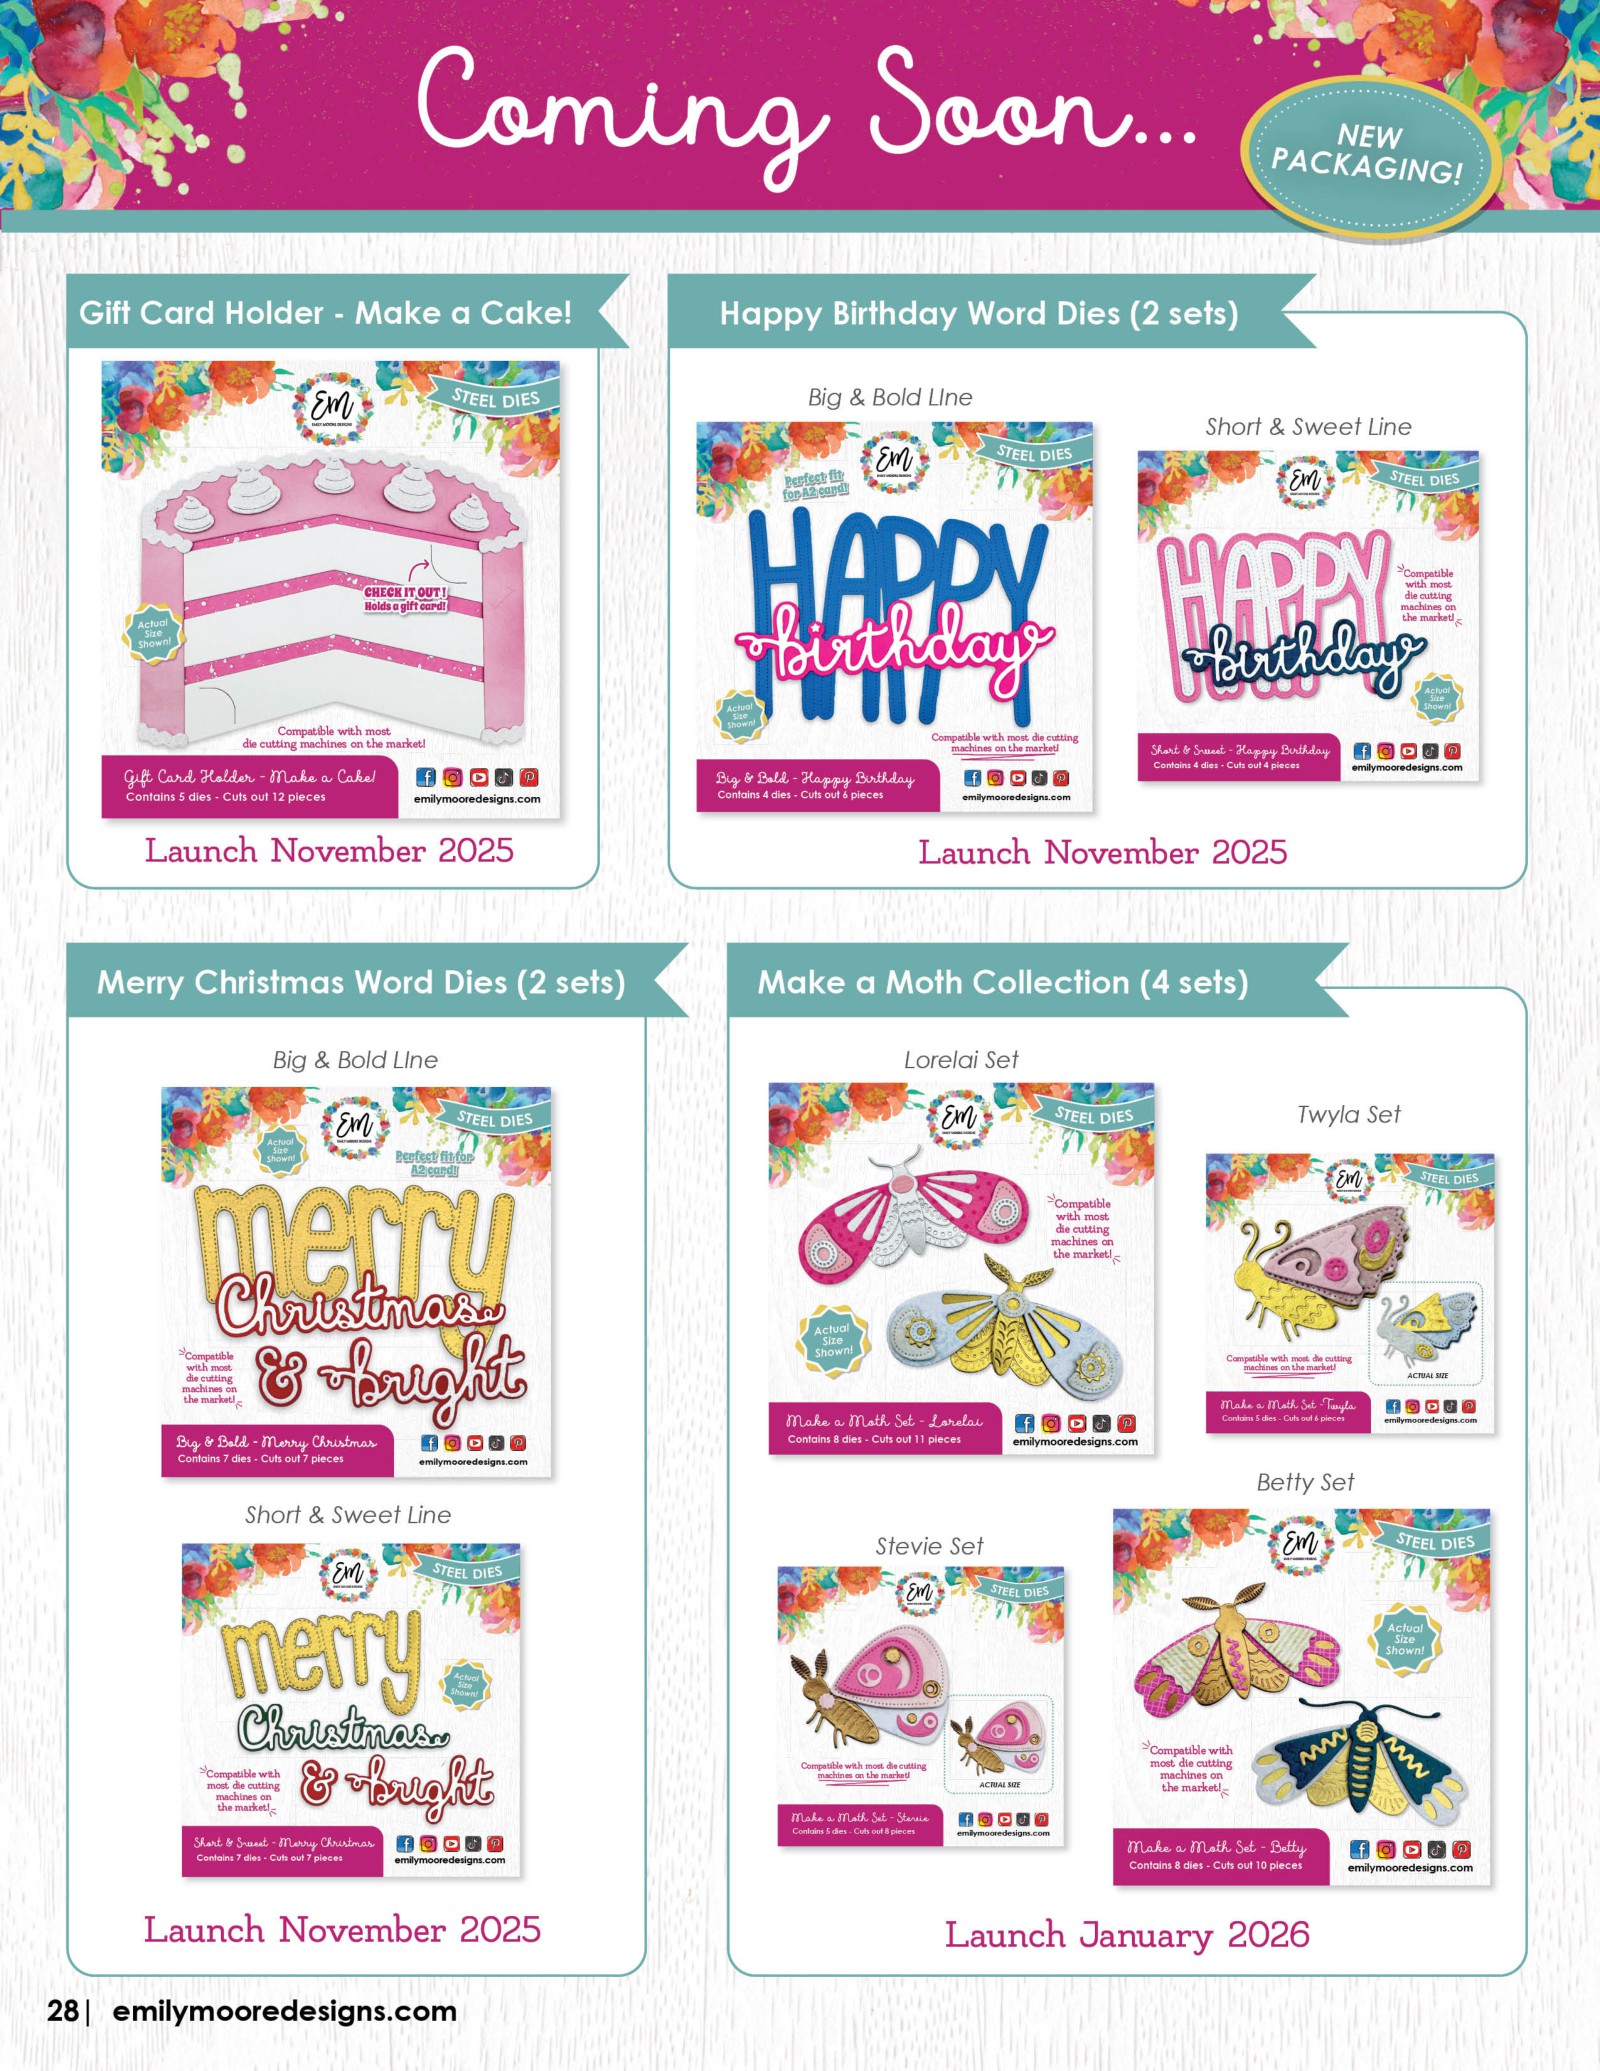 Coming Soon...
NEW
PACKAGING!
Gift Card Holder - Make a Cake!
EM
EMILY MOORE DESIGNS
STEEL DIES
CHECK IT OUT!
Holds a gift card!
Actual
Size
Shown!
Compatible with most
die cutting machines on the market!
Gift Card Holder - Make a Cake!
Contains 5 dies - Cuts out 12 pieces
emilymooredesigns.com
Launch November 2025
Happy Birthday Word Dies (2 sets)
Big & Bold LIne
EM
EMILY MOORE DESIGNS
STEEL DIES
Perfect fit
for A2 card!
HAPPY
birthday
Actual
Size
Shown!
Compatible with most die cutting
machines on the market!
Big & Bold - Happy Birthday
Contains 4 dies - Cuts out 6 pieces
emilymooredesigns.com
Short & Sweet Line
EM
EMILY MOORE DESIGNS
STEEL DIES
HAPPY
birthday
Compatible
with most
die cutting
machines on
the market!
Actual
Size
Shown!
Short & Sweet - Happy Birthday
Contains 4 dies - Cuts out 4 pieces
emilymooredesigns.com
Launch November 2025
Merry Christmas Word Dies (2 sets)
Big & Bold LIne
EM
EMILY MOORE DESIGNS
STEEL DIES
Actual
Size
Shown!
Perfect fit for
A2 card!
merry
Christmas
& bright
Compatible
with most
die cutting
machines on
the market!
Big & Bold - Merry Christmas
Contains 7 dies - Cuts out 7 pieces
emilymooredesigns.com
Short & Sweet Line
EM
EMILY MOORE DESIGNS
STEEL DIES
merry
Christmas
& bright
Actual
Size
Shown!
Compatible with
most die cutting
machines on
the market!
Short & Sweet - Merry Christmas
Contains 7 dies - Cuts out 7 pieces
emilymooredesigns.com
Launch November 2025
Make a Moth Collection (4 sets)
Lorelai Set
EM
EMILY MOORE DESIGNS
STEEL DIES
Compatible
with most
die cutting
machines on
the market!
Actual
Size
Shown!
Make a Moth Set - Lorelai
Contains 8 dies - Cuts out 11 pieces
emilymooredesigns.com
Twyla Set
EM
EMILY MOORE DESIGNS
STEEL DIES
Compatible with most die cutting
machines on the market!
ACTUAL SIZE
Make a Moth Set -Twyla
Contains 5 dies - Cuts out 6 pieces
emilymooredesigns.com
Stevie Set
EM
EMILY MOORE DESIGNS
STEEL DIES
Compatible with most die cutting
machines on the market!
ACTUAL SIZE
Make a Moth Set - Stevie
Contains 5 dies - Cuts out 8 pieces
emilymooredesigns.com
Betty Set
EM
EMILY MOORE DESIGNS
STEEL DIES
Actual
Size
Shown!
Compatible with
most die cutting
machines on
the market!
Make a Moth Set - Betty
Contains 8 dies - Cuts out 10 pieces
emilymooredesigns.com
Launch January 2026
28| emilymooredesigns.com